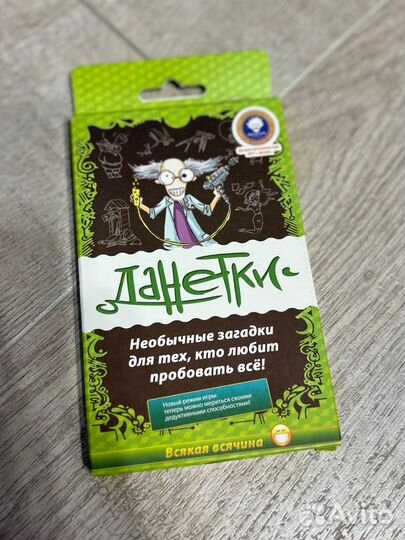 Данетки
Необычные загадки
для тех, кто любит
пробовать всё!
Новый режим игры:
теперь можно мериться своими
дедуктивными способностями!
Всякая всячина
Avito